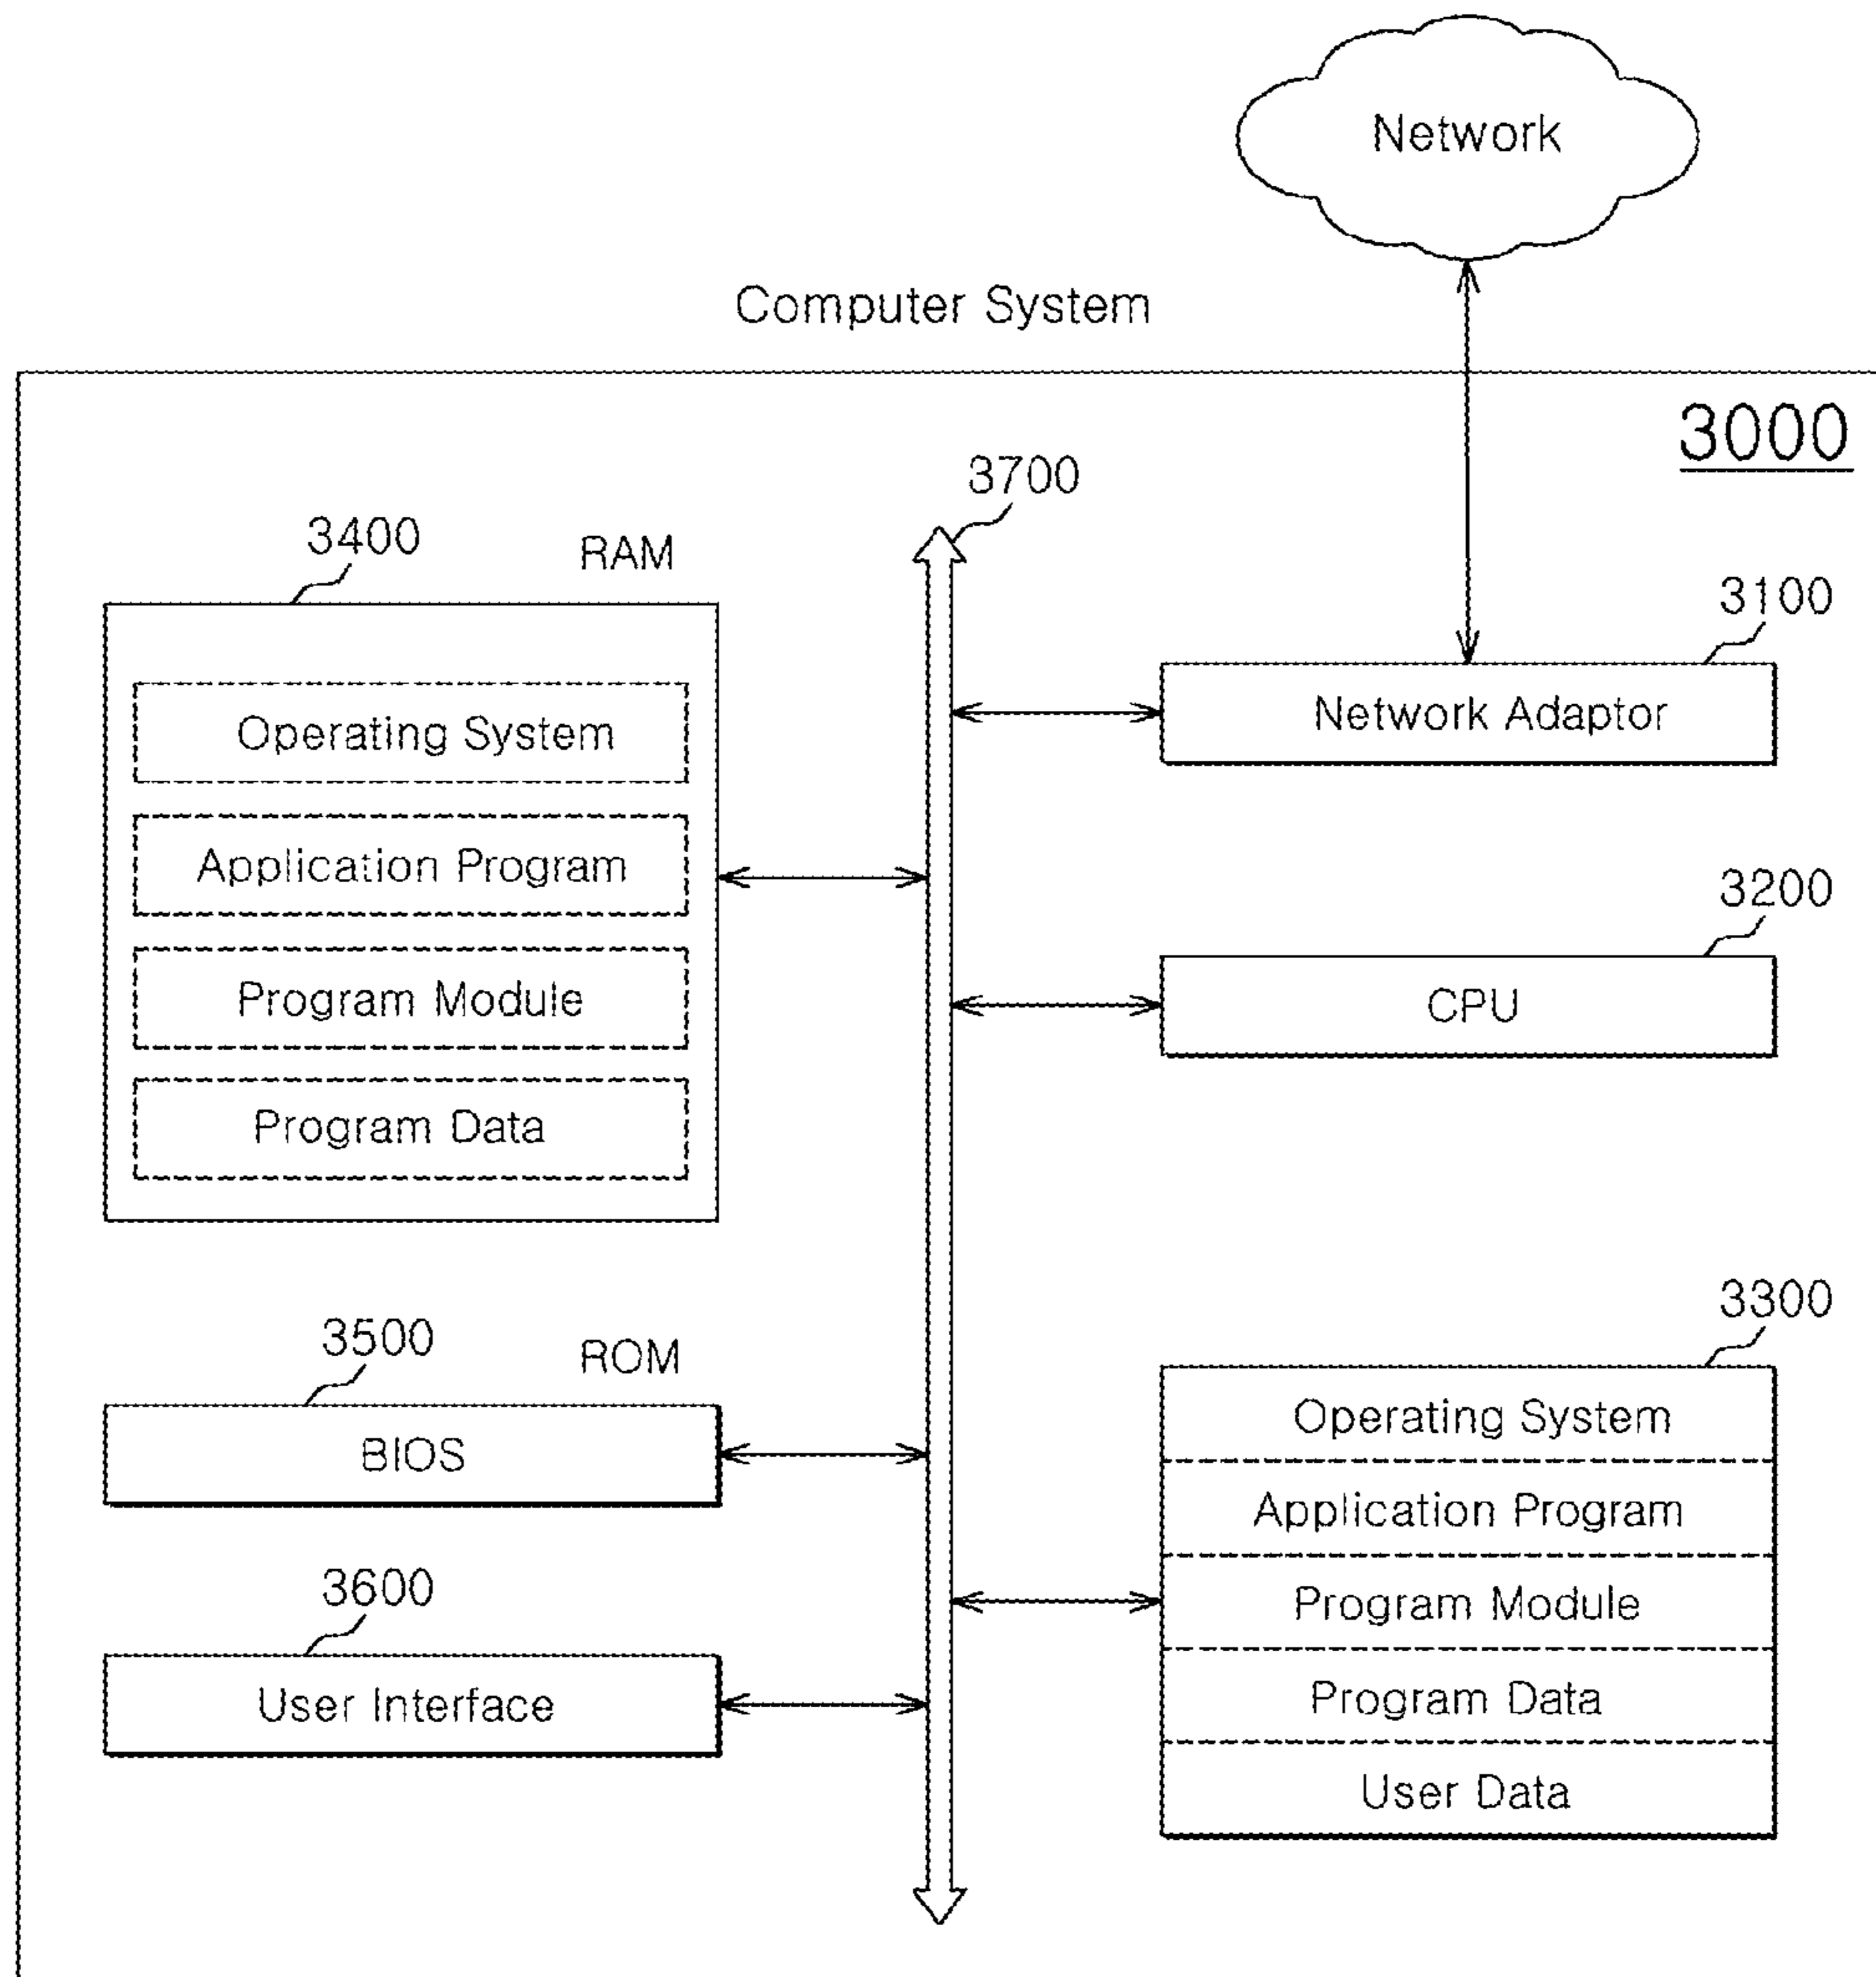 Network
Computer System
3000
3700
3400
RAM
Operating System
Application Program
Program Module
Program Data
3100
Network Adaptor
3200
CPU
3500
ROM
BIOS
3600
User Interface
3300
Operating System
Application Program
Program Module
Program Data
User Data